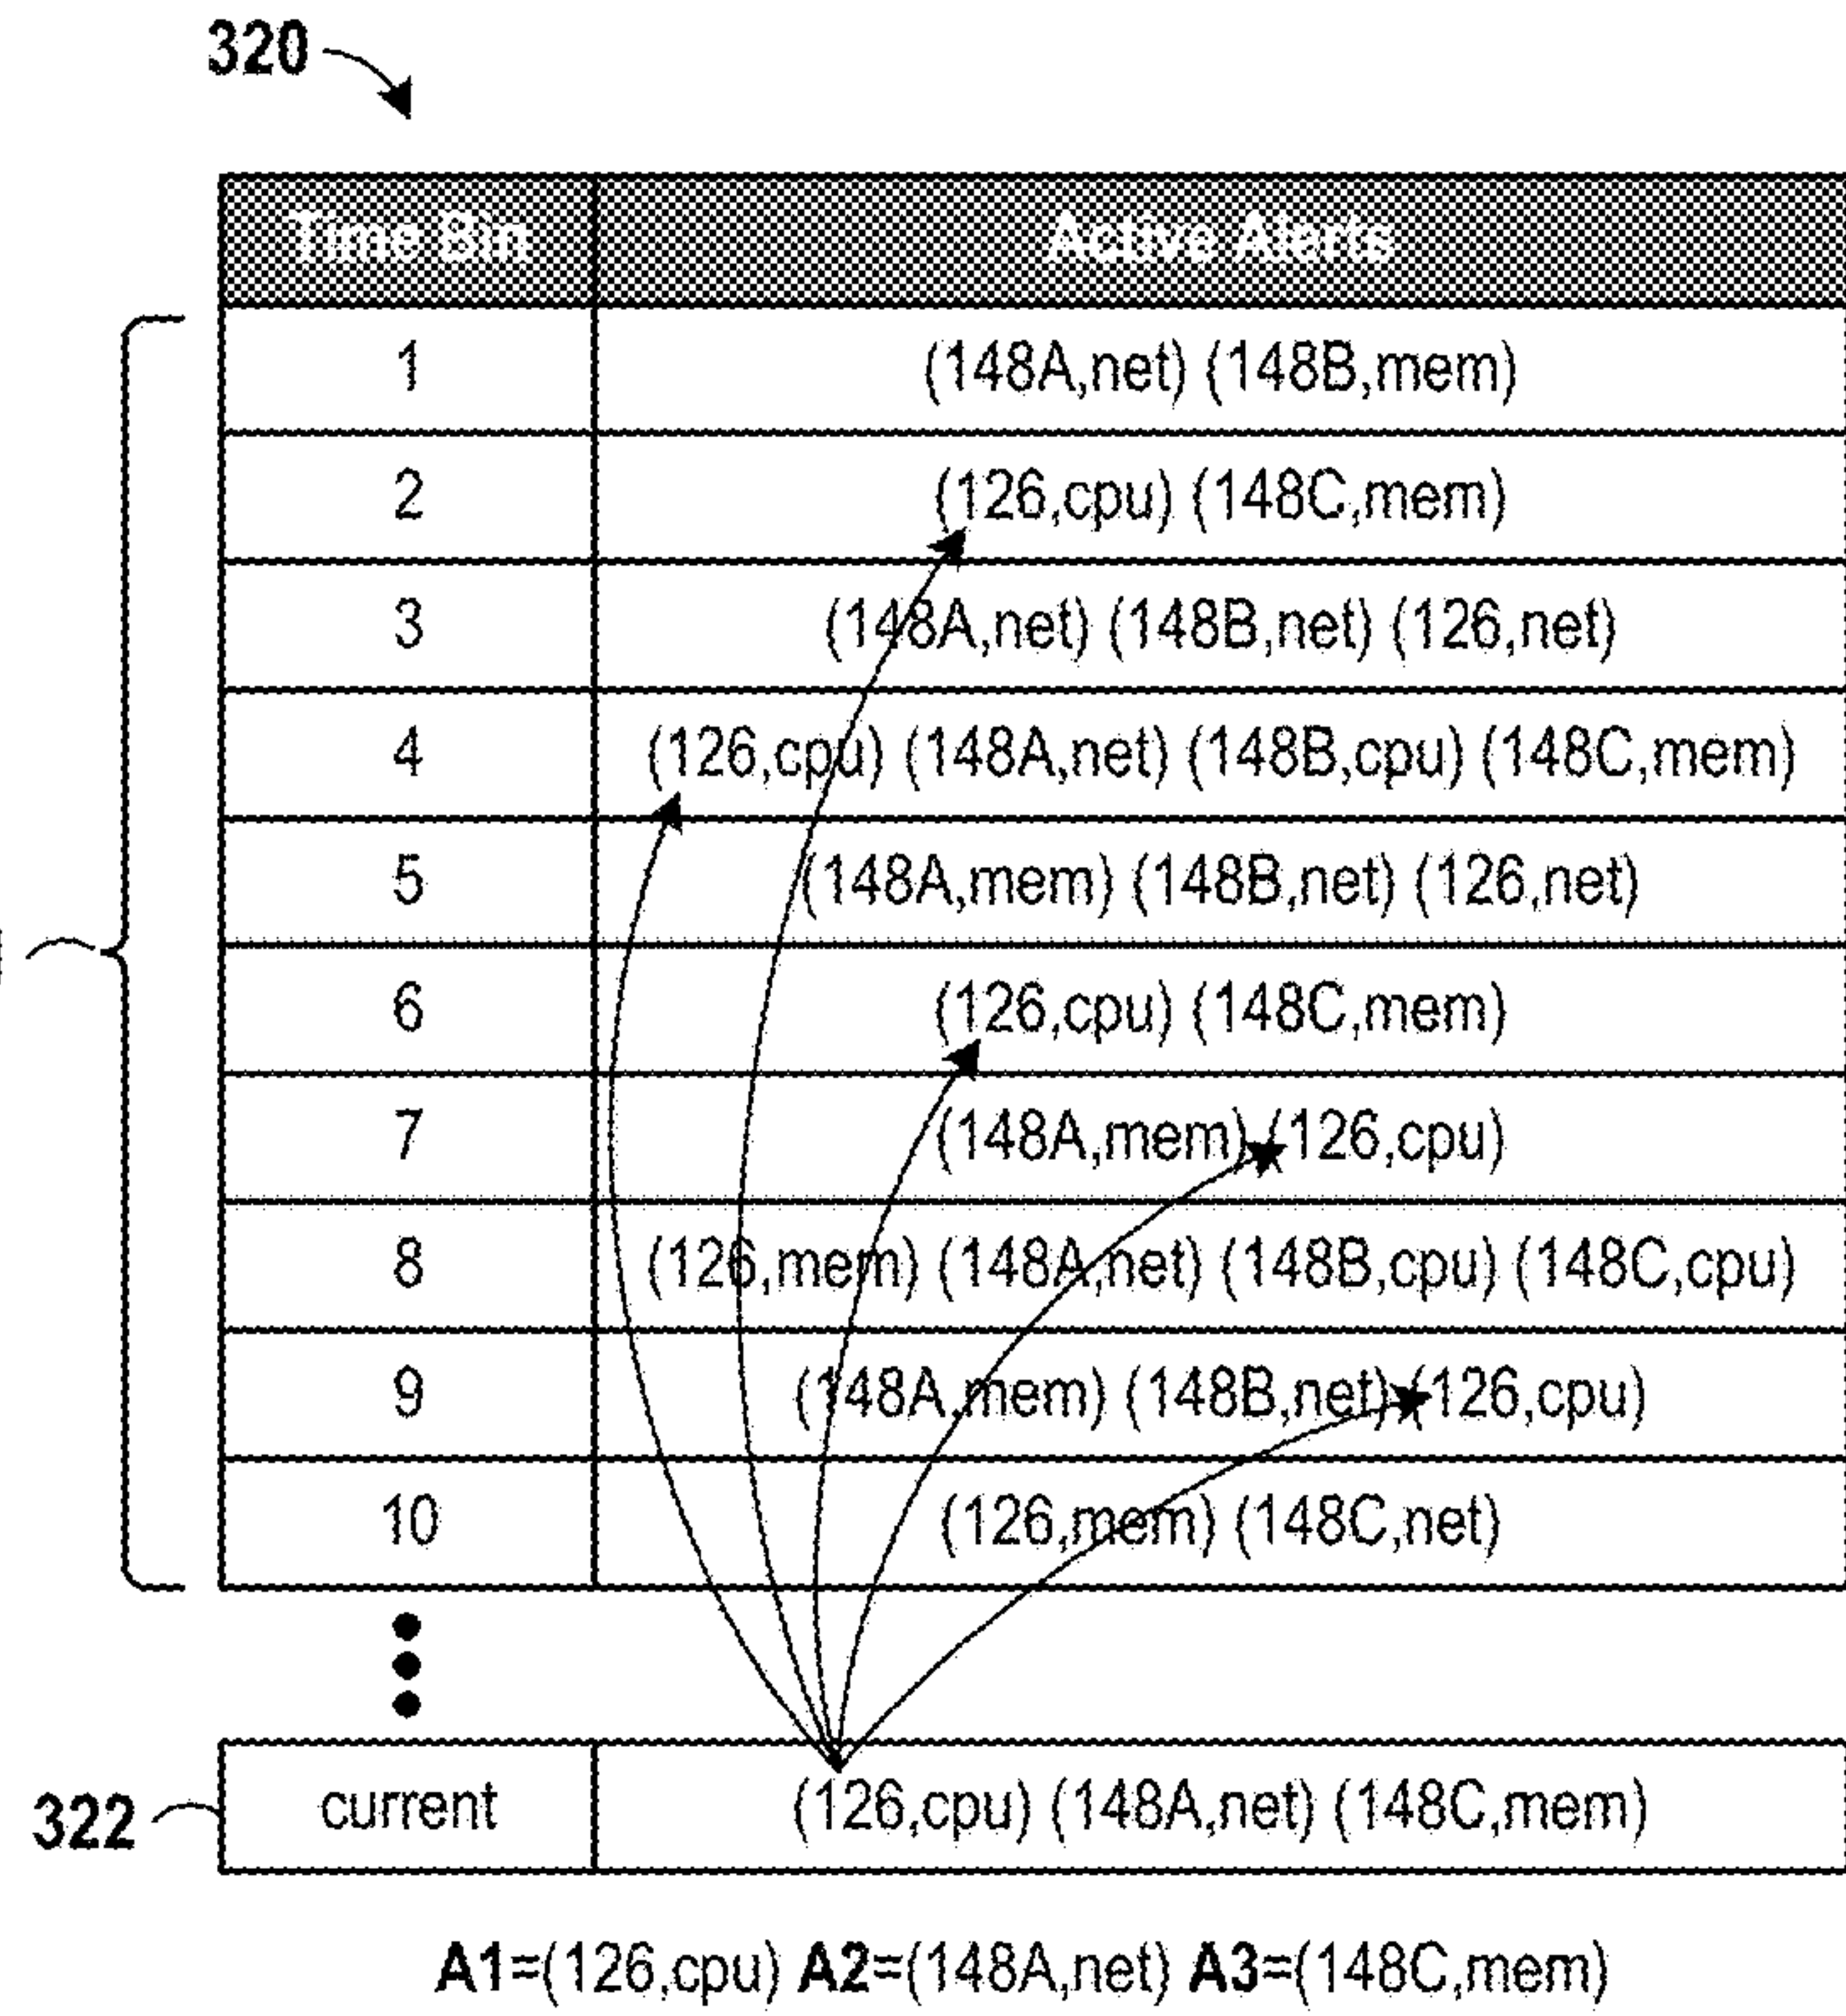 320
Time Bin Active Alerts
1 (148A,net) (148B,mem)
2 (126,cpu) (148C,mem)
3 (148A,net) (148B,net) (126,net)
4 (126,cpu) (148A,net) (148B,cpu) (148C,mem)
5 (148A,mem) (148B,net) (126,net)
6 (126,cpu) (148C,mem)
7 (148A,mem) (126,cpu)
8 (126,mem) (148A,net) (148B,cpu) (148C,cpu)
9 (148A,mem) (148B,net) (126,cpu)
10 (126,mem) (148C,net)
322 current (126,cpu) (148A,net) (148C,mem)
A1=(126,cpu) A2=(148A,net) A3=(148C,mem)